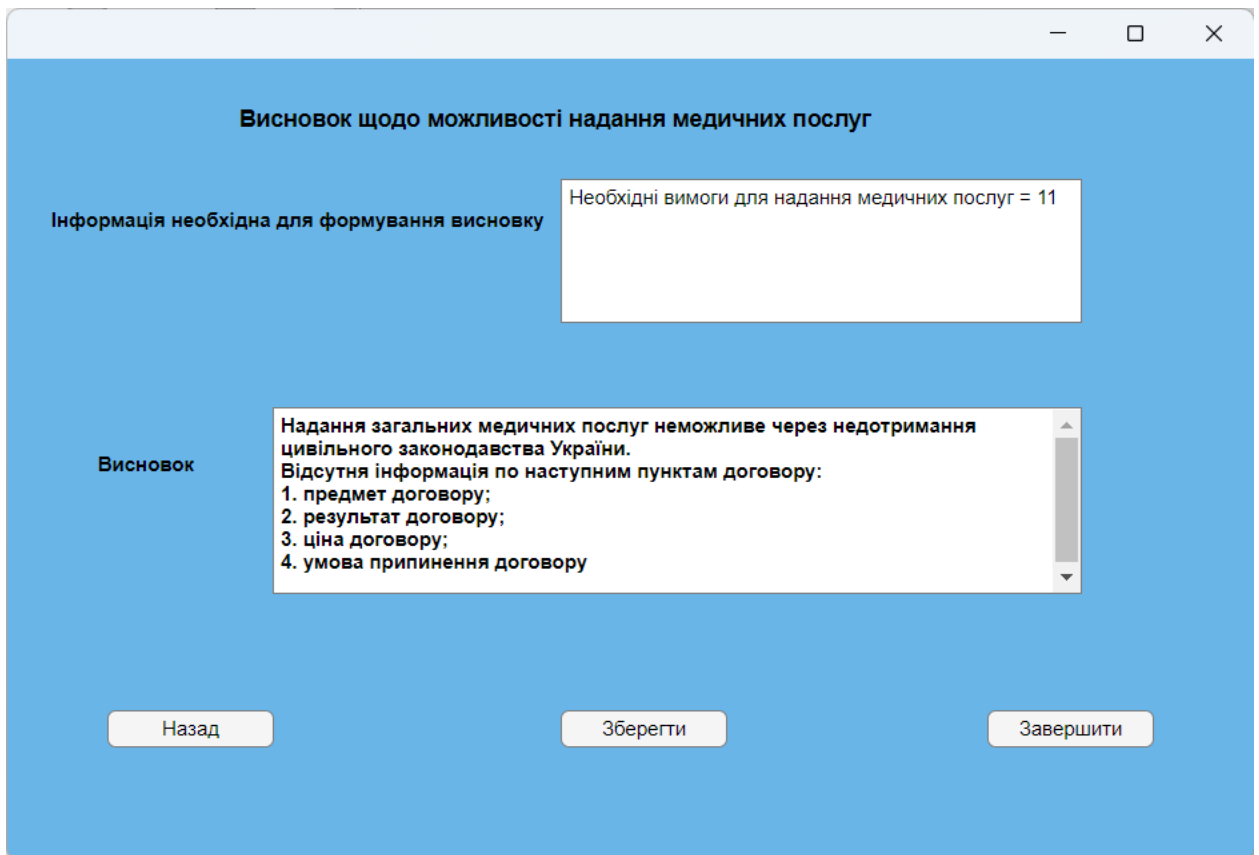 Висновок щодо можливості надання медичних послуг
Інформація необхідна для формування висновку
Необхідні вимоги для надання медичних послуг = 11
Висновок
Надання загальних медичних послуг неможливе через недотримання
цивільного законодавства України.
Відсутня інформація по наступним пунктам договору:
1. предмет договору;
2. результат договору;
3. ціна договору;
4. умова припинення договору
Назад
Зберегти
Завершити